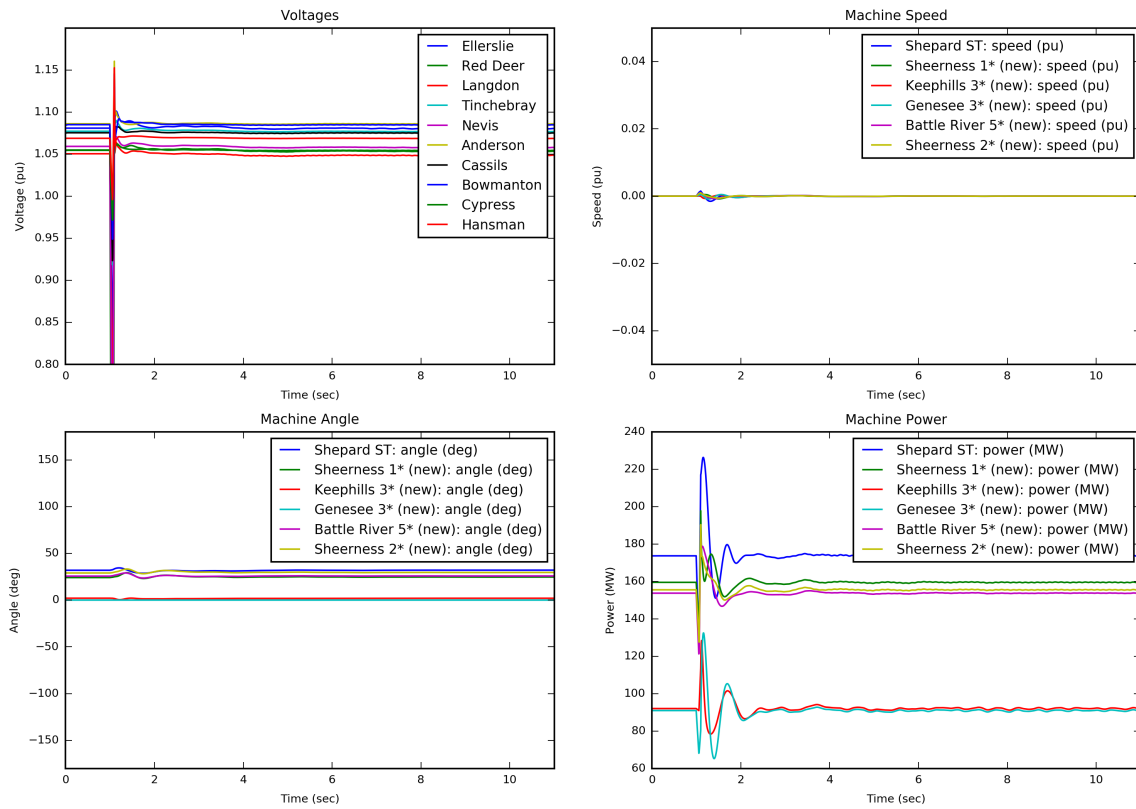 Voltages
1.15
1.10
1.05
1.00
0.95
0.90
0.85
0.80
Voltage (pu)
0
2
4
6
8
10
Time (sec)
Ellerslie
Red Deer
Langdon
Tinchebray
Nevis
Anderson
Cassils
Bowmanton
Cypress
Hansman
Machine Speed
0.04
0.02
0.00
−0.02
−0.04
Speed (pu)
0
2
4
6
8
10
Time (sec)
Shepard ST: speed (pu)
Sheerness 1* (new): speed (pu)
Keephills 3* (new): speed (pu)
Genesee 3* (new): speed (pu)
Battle River 5* (new): speed (pu)
Sheerness 2* (new): speed (pu)
Machine Angle
150
100
50
0
−50
−100
−150
Angle (deg)
0
2
4
6
8
10
Time (sec)
Shepard ST: angle (deg)
Sheerness 1* (new): angle (deg)
Keephills 3* (new): angle (deg)
Genesee 3* (new): angle (deg)
Battle River 5* (new): angle (deg)
Sheerness 2* (new): angle (deg)
Machine Power
240
220
200
180
160
140
120
100
80
60
Power (MW)
0
2
4
6
8
10
Time (sec)
Shepard ST: power (MW)
Sheerness 1* (new): power (MW)
Keephills 3* (new): power (MW)
Genesee 3* (new): power (MW)
Battle River 5* (new): power (MW)
Sheerness 2* (new): power (MW)